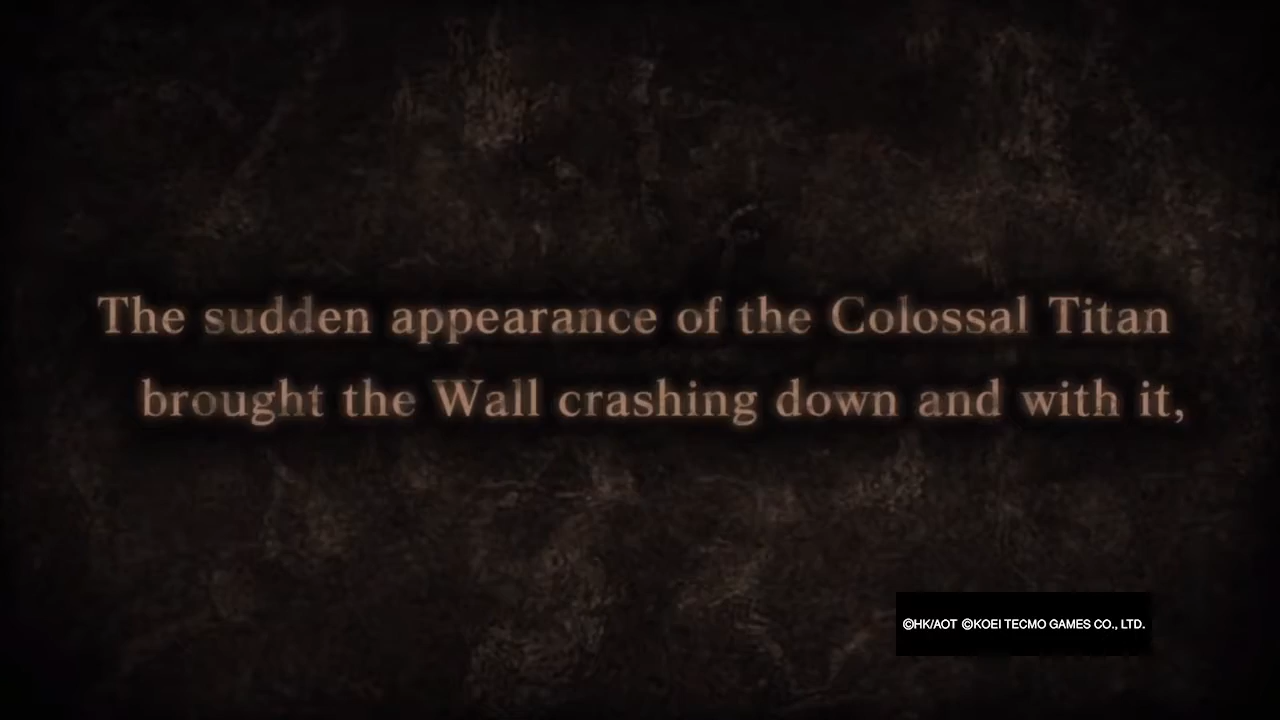 The sudden appearance of the Colossal Titan
brought the Wall crashing down and with it,
©HK/AOT ©KOEI TECMO GAMES CO., LTD.